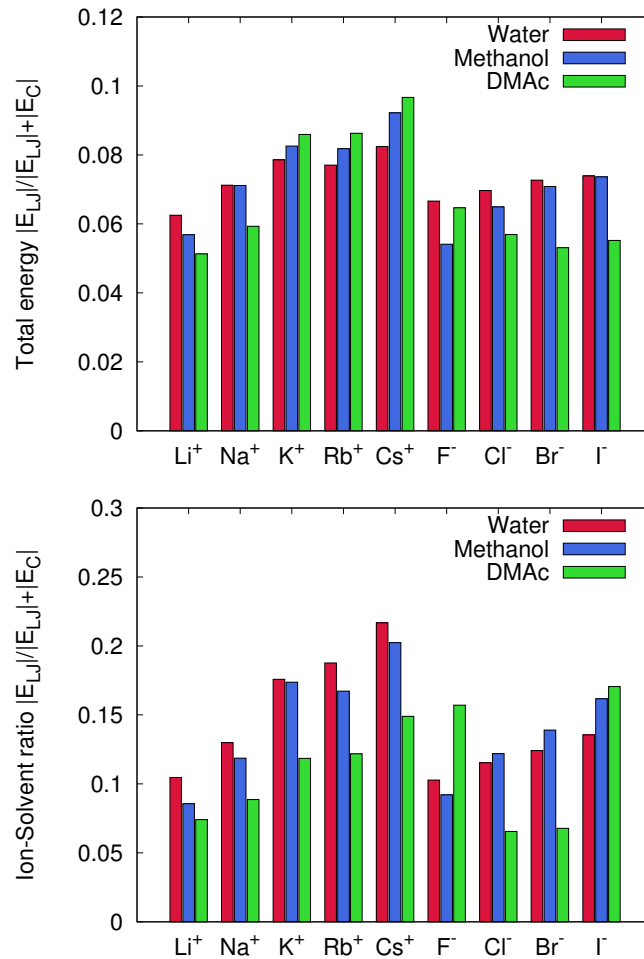 Total energy |E_LJ|/|E_LJ|+|E_C|
0.12
0.1
0.08
0.06
0.04
0.02
0
Water
Methanol
DMAc
Li⁺ Na⁺ K⁺ Rb⁺ Cs⁺ F⁻ Cl⁻ Br⁻ I⁻
Ion-Solvent ratio |E_LJ|/|E_LJ|+|E_C|
0.3
0.25
0.2
0.15
0.1
0.05
0
Water
Methanol
DMAc
Li⁺ Na⁺ K⁺ Rb⁺ Cs⁺ F⁻ Cl⁻ Br⁻ I⁻